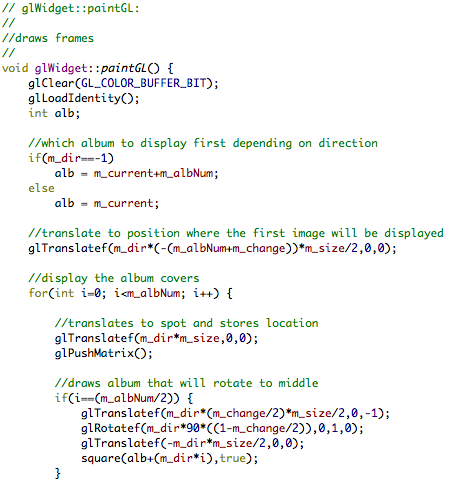 // glWidget::paintGL:
//
//draws frames
//
void glWidget::paintGL() {
glClear(GL_COLOR_BUFFER_BIT);
glLoadIdentity();
int alb;
//which album to display first depending on direction
if(m_dir==-1)
alb = m_current+m_albNum;
else
alb = m_current;
//translate to position where the first image will be displayed
glTranslatef(m_dir*(-(m_albNum+m_change))*m_size/2,0,0);
//display the album covers
for(int i=0; i<m_albNum; i++) {
//translates to spot and stores location
glTranslatef(m_dir*m_size,0,0);
glPushMatrix();
//draws album that will rotate to middle
if(i==(m_albNum/2)) {
glTranslatef(m_dir*(m_change/2)*m_size/2,0,-1);
glRotatef(m_dir*90*((1-m_change/2)),0,1,0);
glTranslatef(-m_dir*m_size/2,0,0);
square(alb+(m_dir*i),true);
}